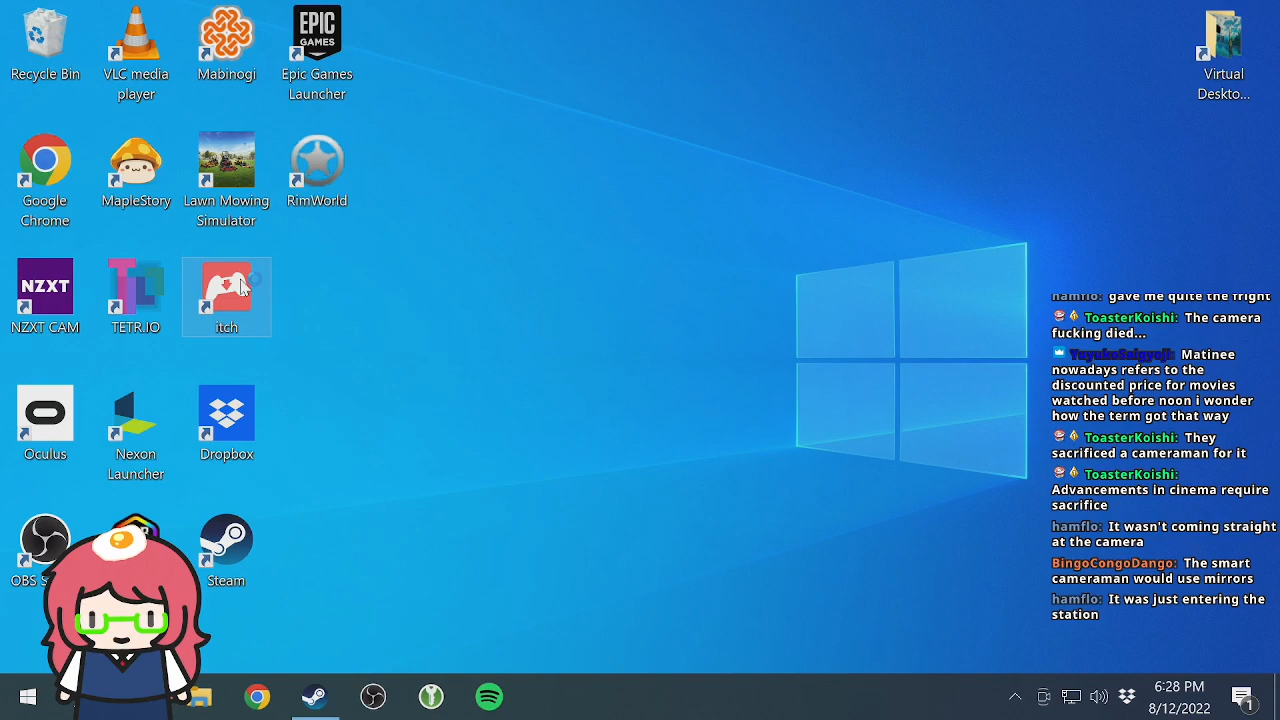 Recycle Bin
VLC media
player
Mabinogi
EPIC
GAMES
Epic Games
Launcher
Virtual
Deskto...
Google
Chrome
MapleStory
Lawn Mowing
Simulator
RimWorld
NZXT
NZXT CAM
TETR.IO
itch
Oculus
Nexon
Launcher
Dropbox
OBS S
Steam
hamflo: gave me quite the fright
ToasterKoishi: The camera
fucking died...
YuyukoSaigyoji: Matinee
nowadays refers to the
discounted price for movies
watched before noon i wonder
how the term got that way
ToasterKoishi: They
sacrificed a cameraman for it
ToasterKoishi:
Advancements in cinema require
sacrifice
hamflo: It wasn't coming straight
at the camera
BingoCongoDango: The smart
cameraman would use mirrors
hamflo: It was just entering the
station
6:28 PM
8/12/2022
1